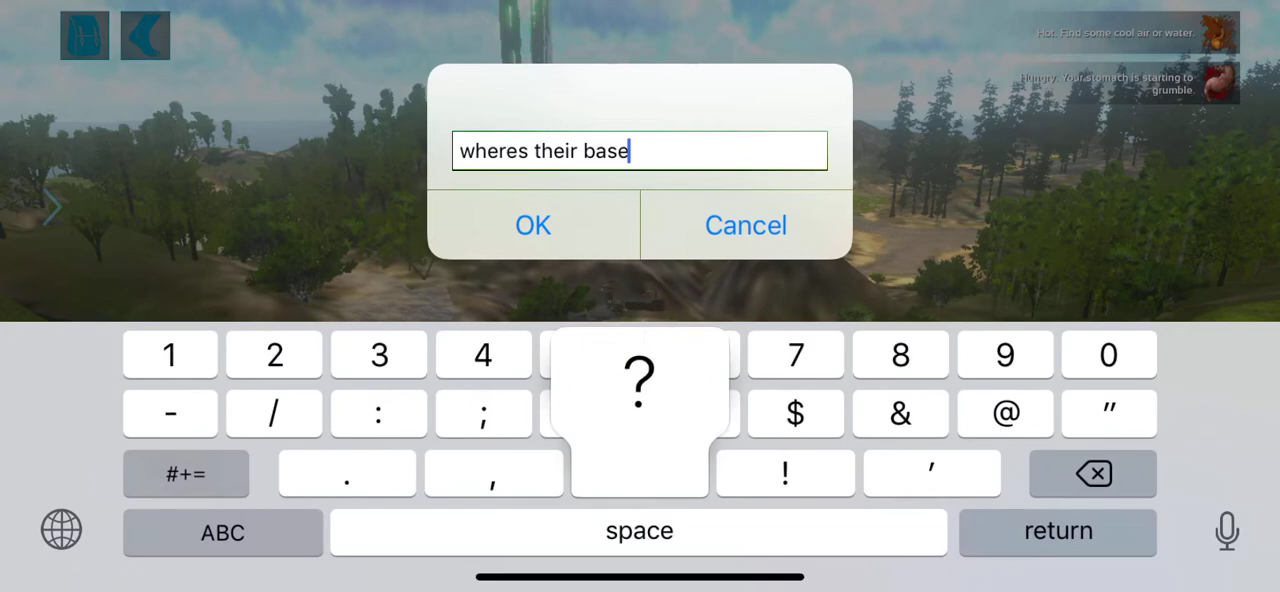 Hot. Find some cool air or water.
Hungry. Your stomach is starting to
grumble.
wheres their base
OK
Cancel
1 2 3 4 7 8 9 0
- / : ; $ & @ "
#+= . , ? ! '
ABC space return